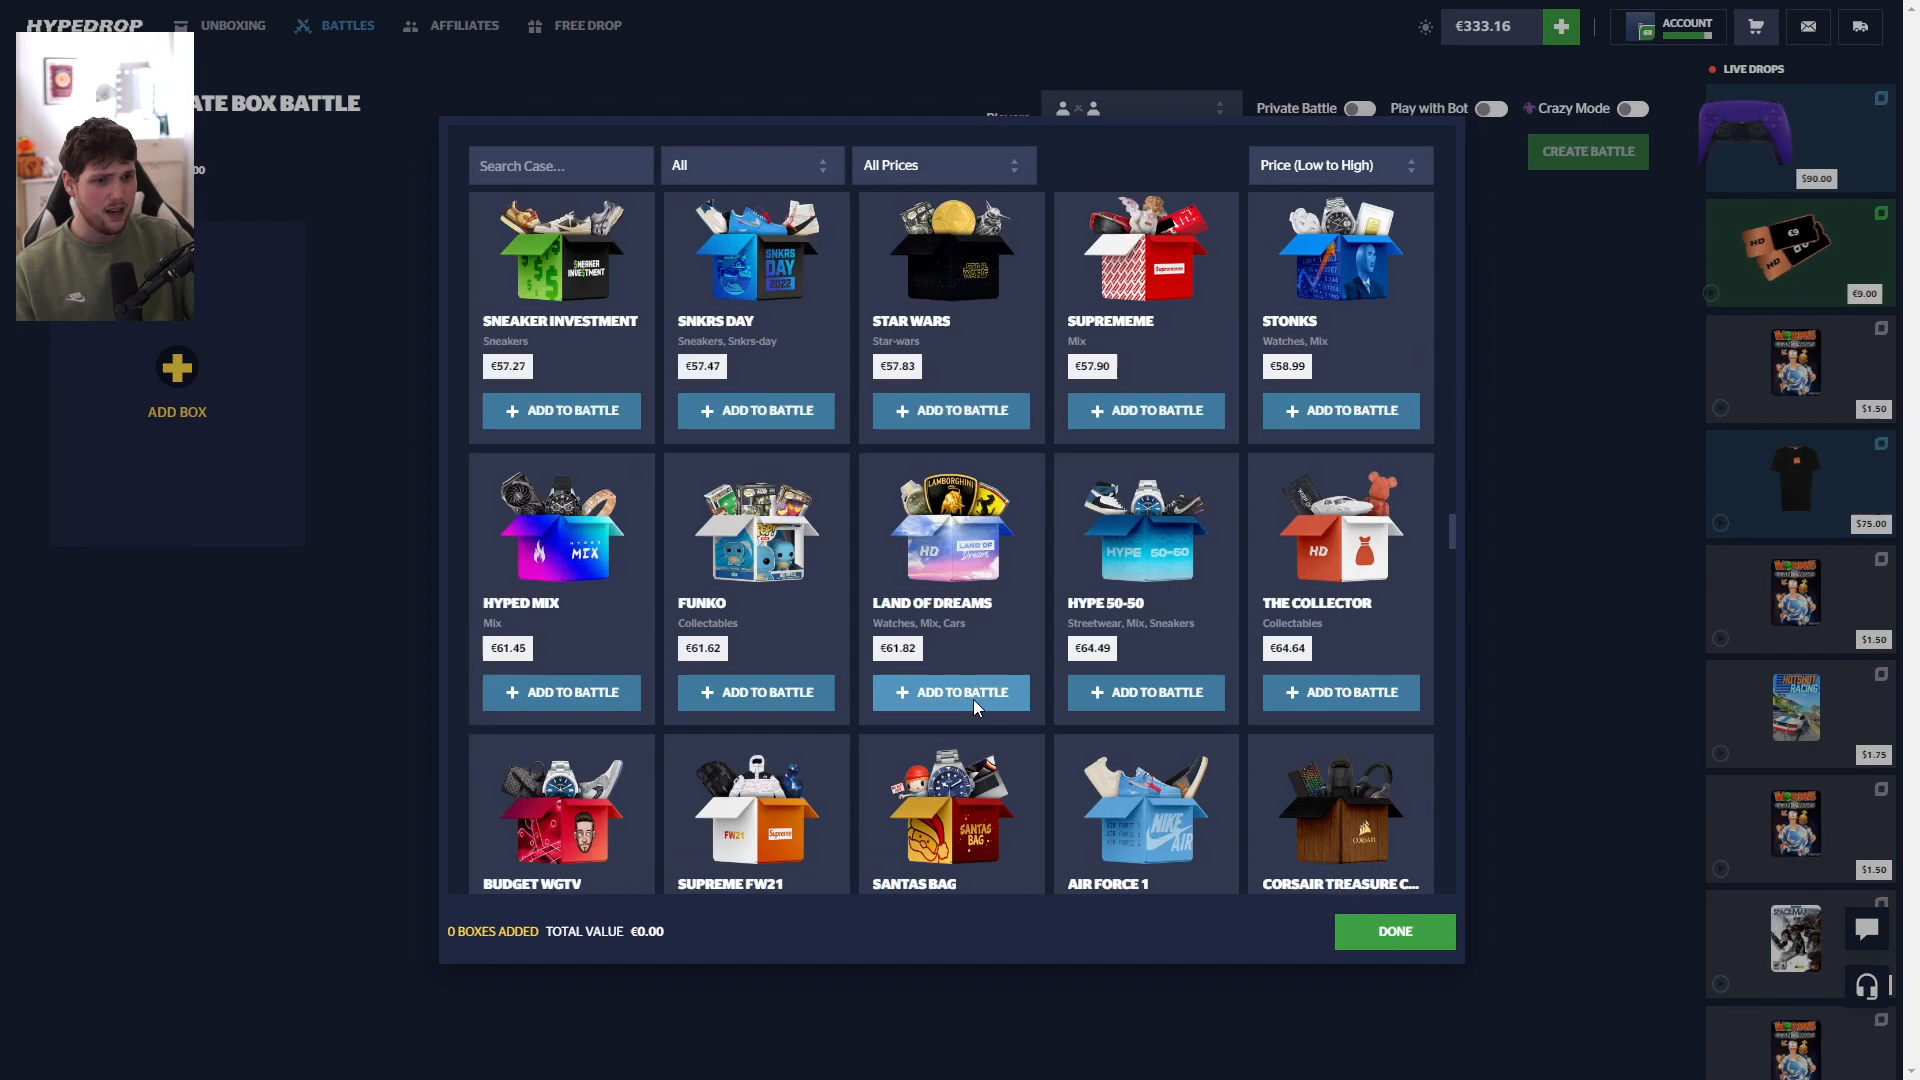 HYPEDROP
UNBOXING
BATTLES
AFFILIATES
FREE DROP
€333.16
ACCOUNT
68
LIVE DROPS
ATE BOX BATTLE
Private Battle
Play with Bot
Crazy Mode
CREATE BATTLE
Search Case...
All
All Prices
Price (Low to High)
SNEAKER INVESTMENT
Sneakers
€57.27
ADD TO BATTLE
SNKRS DAY
Sneakers, Snkrs-day
€57.47
ADD TO BATTLE
STAR WARS
Star-wars
€57.83
ADD TO BATTLE
SUPREMEME
Mix
€57.90
ADD TO BATTLE
STONKS
Watches, Mix
€58.99
ADD TO BATTLE
ADD BOX
HYPED MIX
Mix
€61.45
ADD TO BATTLE
FUNKO
Collectables
€61.62
ADD TO BATTLE
LAND OF DREAMS
Watches, Mix, Cars
€61.82
ADD TO BATTLE
HYPE 50-50
Streetwear, Mix, Sneakers
€64.49
ADD TO BATTLE
THE COLLECTOR
Collectables
€64.64
ADD TO BATTLE
BUDGET WGTV
SUPREME FW21
SANTAS BAG
AIR FORCE 1
CORSAIR TREASURE C...
0 BOXES ADDED TOTAL VALUE €0.00
DONE
$90.00
€9
HD
€9.00
$1.50
$75.00
$1.50
HOTSHOT
RACING
$1.75
$1.50